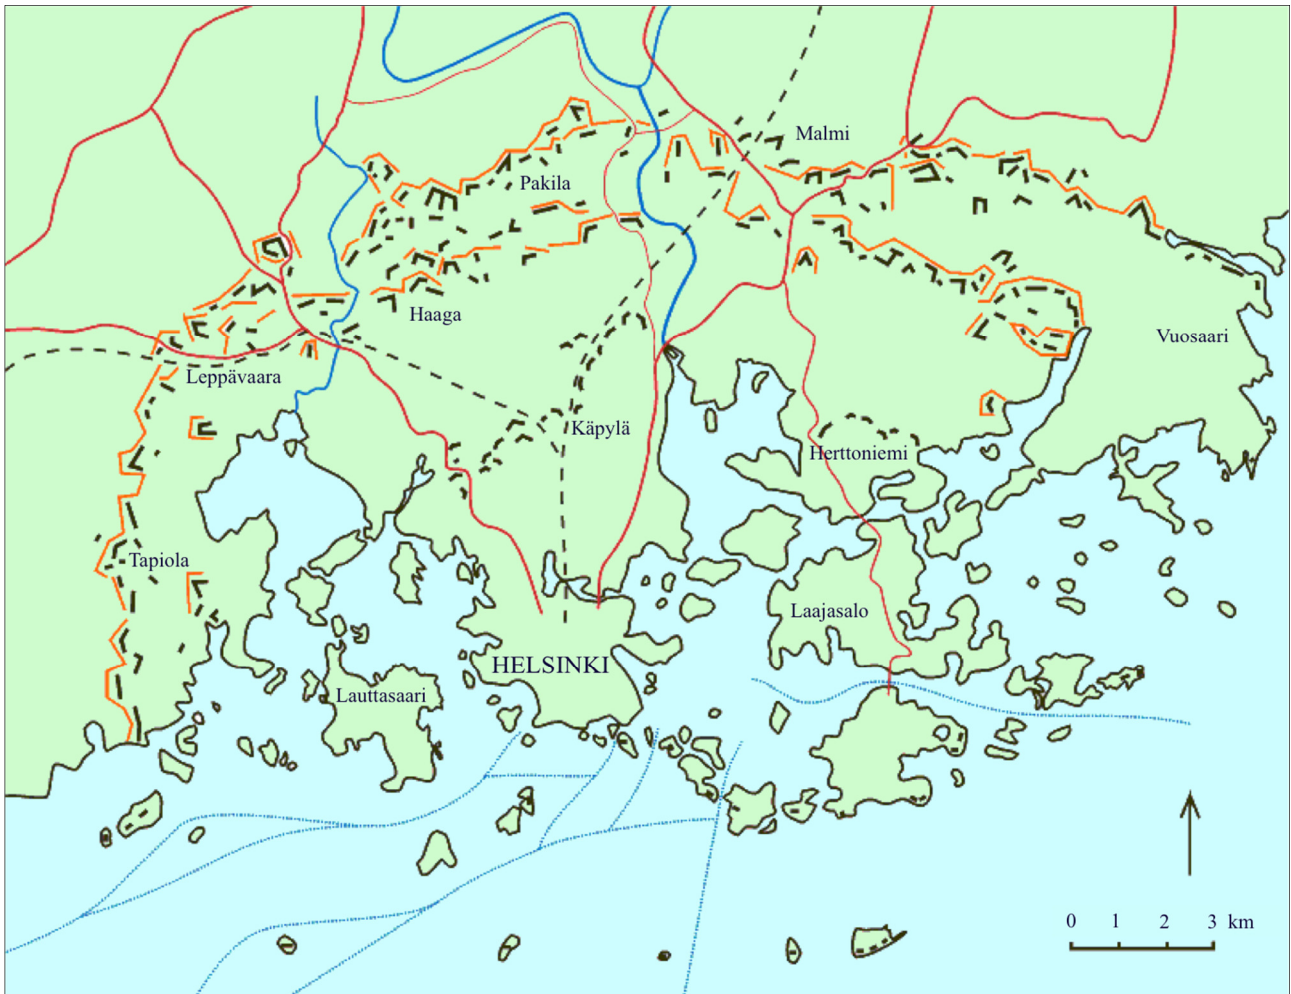 Malmi
Pakila
Haaga
Vuosaari
Leppävaara
Käpylä
Herttoniemi
Tapiola
Laajasalo
HELSINKI
Lauttasaari
0 1 2 3 km